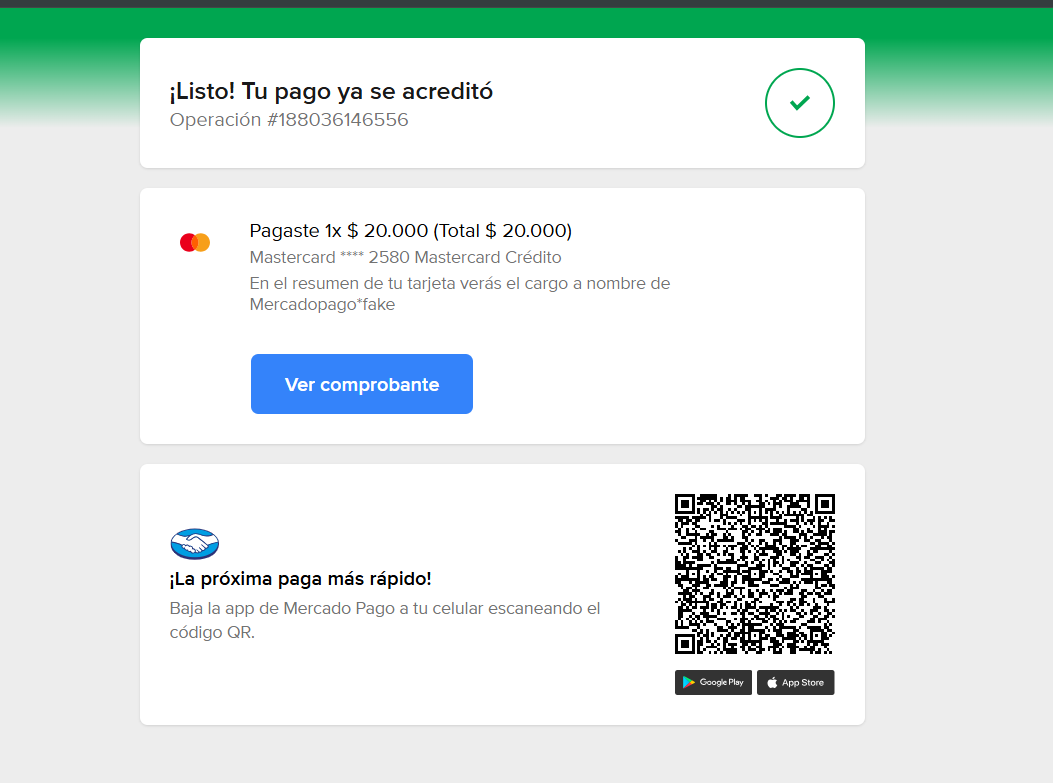 ¡Listo! Tu pago ya se acreditó
Operación #188036146556
Pagaste 1x $ 20.000 (Total $ 20.000)
Mastercard **** 2580 Mastercard Crédito
En el resumen de tu tarjeta verás el cargo a nombre de
Mercadopago*fake
Ver comprobante
¡La próxima paga más rápido!
Baja la app de Mercado Pago a tu celular escaneando el
código QR.
Google Play
App Store